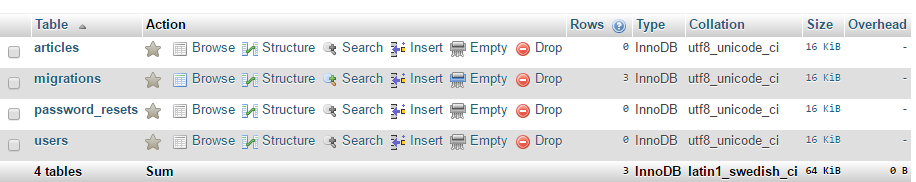 Table Action Rows Type Collation Size Overhead
articles Browse Structure Search Insert Empty Drop 0 InnoDB utf8_unicode_ci 16 KiB -
migrations Browse Structure Search Insert Empty Drop 3 InnoDB utf8_unicode_ci 16 KiB -
password_resets Browse Structure Search Insert Empty Drop 0 InnoDB utf8_unicode_ci 16 KiB -
users Browse Structure Search Insert Empty Drop 0 InnoDB utf8_unicode_ci 16 KiB -
4 tables Sum 3 InnoDB latin1_swedish_ci 64 KiB 0 B